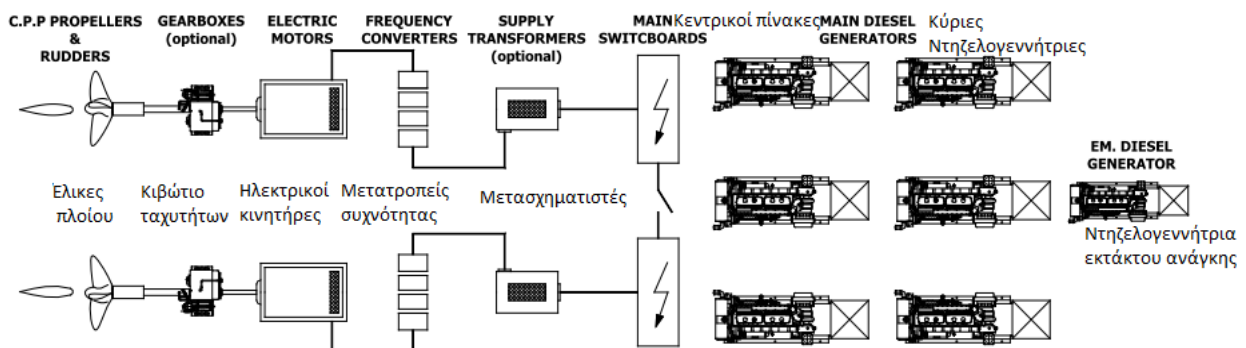 C.P.P PROPELLERS
&
RUDDERS
GEARBOXES
(optional)
ELECTRIC
MOTORS
FREQUENCY
CONVERTERS
SUPPLY
TRANSFORMERS
(optional)
MAIN
SWITCBOARDS
Κεντρικοί πίνακες
MAIN DIESEL
GENERATORS
Κύριες
Ντηζελογεννήτριες
EM. DIESEL
GENERATOR
Έλικες
πλοίου
Κιβώτιο
ταχυτήτων
Ηλεκτρικοί
κινητήρες
Μετατροπείς
συχνότητας
Μετασχηματιστές
Ντηζελογεννήτρια
εκτάκτου ανάγκης